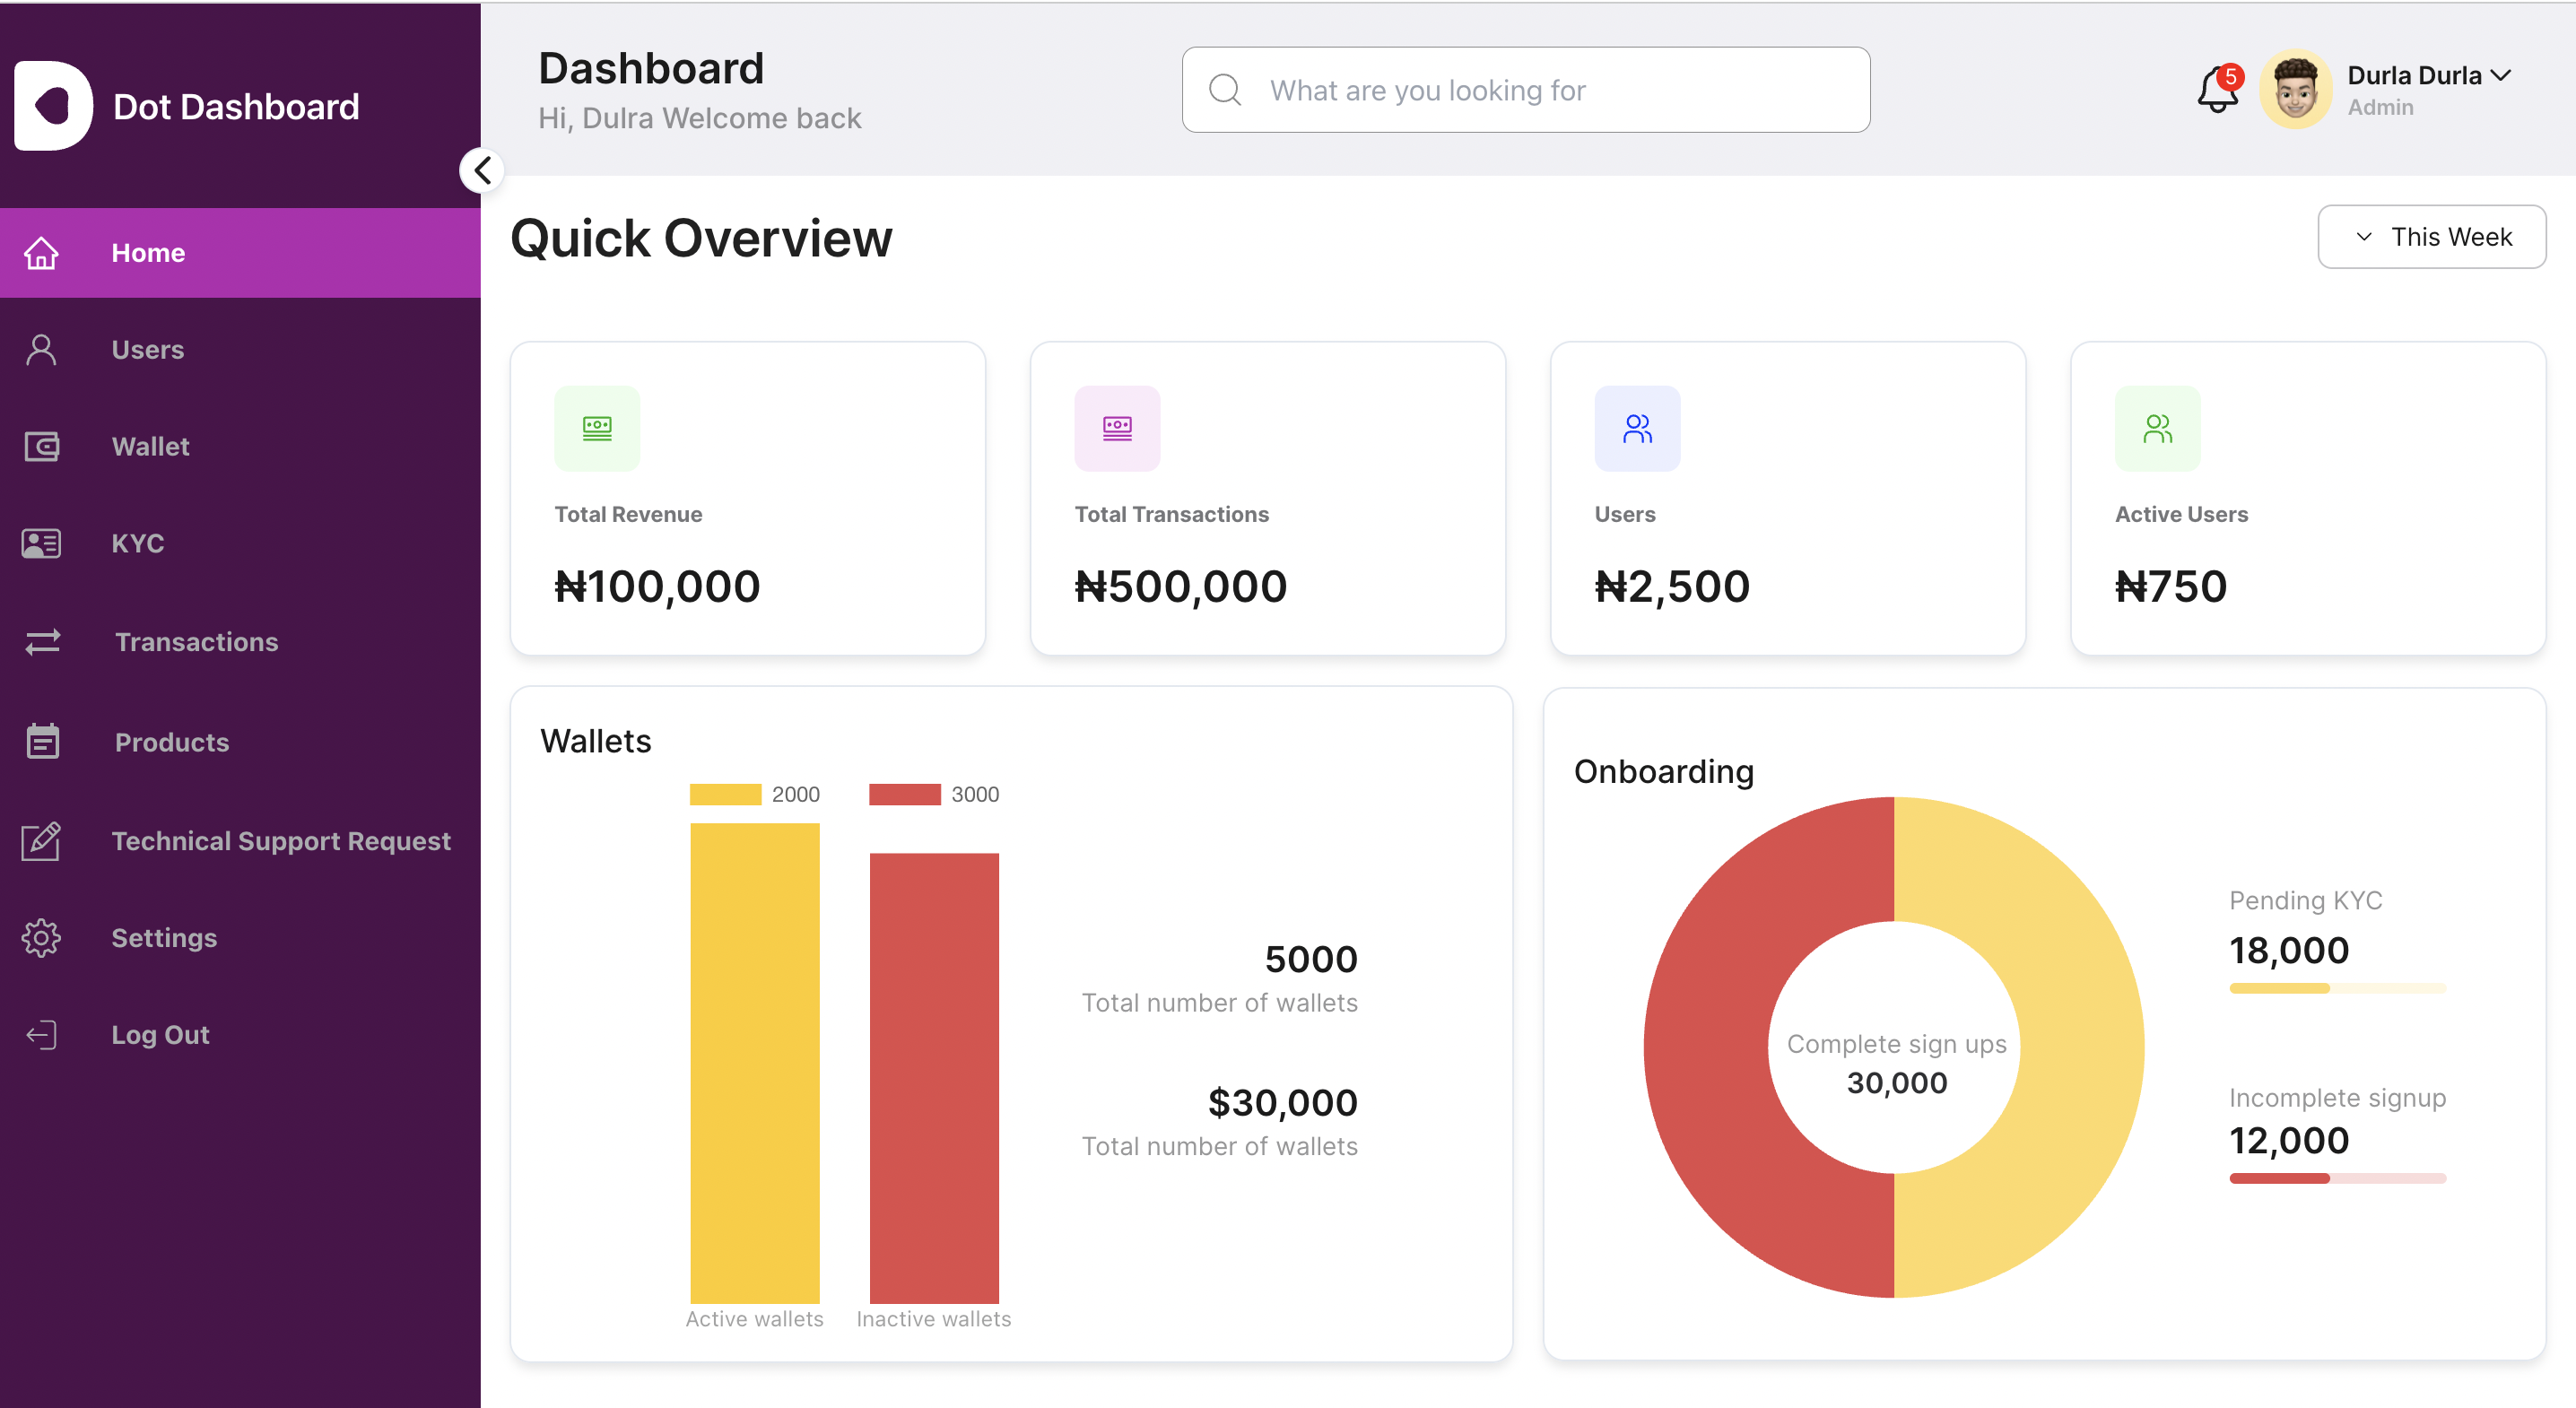 Dot Dashboard
Home
Users
Wallet
KYC
Transactions
Products
Technical Support Request
Settings
Log Out
Dashboard
Hi, Dulra Welcome back
What are you looking for
5
Durla Durla
Admin
Quick Overview
This Week
Total Revenue
₦100,000
Total Transactions
₦500,000
Users
₦2,500
Active Users
₦750
Wallets
2000
3000
Active wallets
Inactive wallets
5000
Total number of wallets
$30,000
Total number of wallets
Onboarding
Complete sign ups
30,000
Pending KYC
18,000
Incomplete signup
12,000